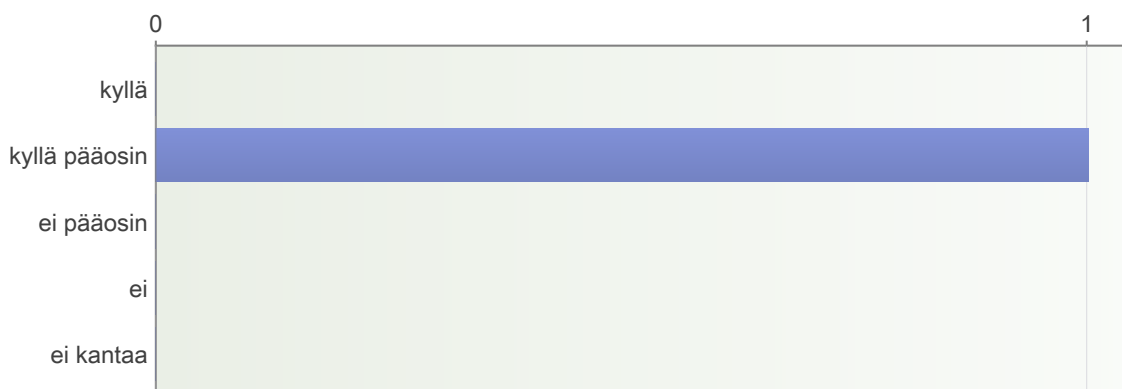 0 1
kyllä
kyllä pääosin
ei pääosin
ei
ei kantaa